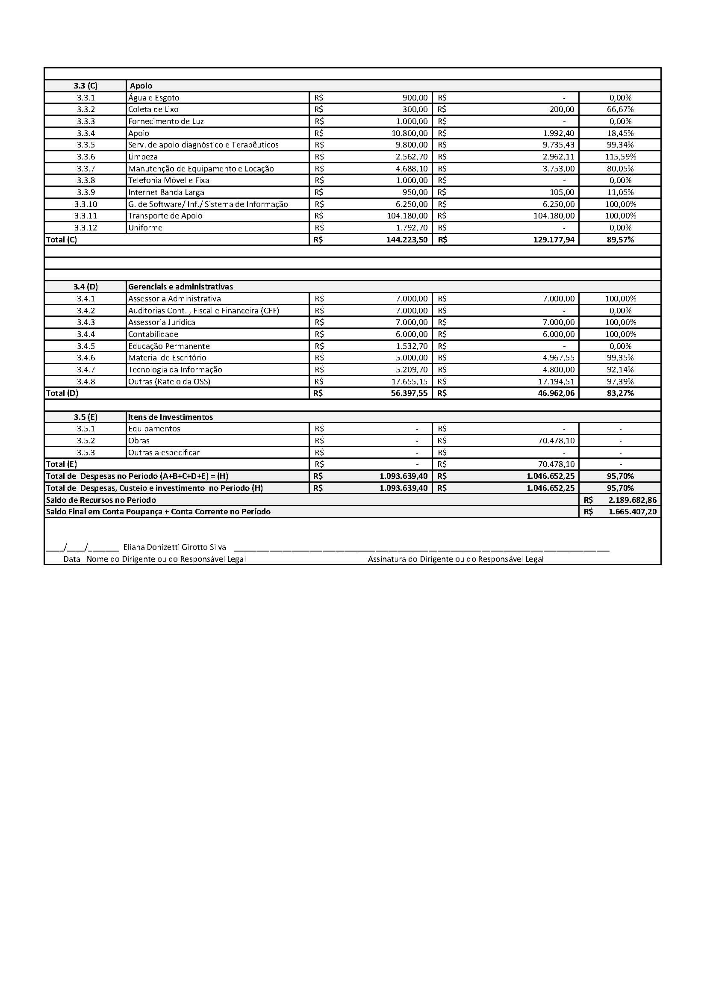 3.3 (C) Apoio
3.3.1 Água e Esgoto R$ 900,00 R$ - 0,00%
3.3.2 Coleta de Lixo R$ 300,00 R$ 200,00 66,67%
3.3.3 Fornecimento de Luz R$ 1.000,00 R$ - 0,00%
3.3.4 Apoio R$ 10.800,00 R$ 1.992,40 18,45%
3.3.5 Serv. de apoio diagnóstico e Terapêuticos R$ 9.800,00 R$ 9.735,43 99,34%
3.3.6 Limpeza R$ 2.562,70 R$ 2.962,11 115,59%
3.3.7 Manutenção de Equipamento e Locação R$ 4.688,10 R$ 3.753,00 80,05%
3.3.8 Telefonia Móvel e Fixa R$ 1.000,00 R$ - 0,00%
3.3.9 Internet Banda Larga R$ 950,00 R$ 105,00 11,05%
3.3.10 G. de Software/ Inf./ Sistema de Informação R$ 6.250,00 R$ 6.250,00 100,00%
3.3.11 Transporte de Apoio R$ 104.180,00 R$ 104.180,00 100,00%
3.3.12 Uniforme R$ 1.792,70 R$ - 0,00%
Total (C) R$ 144.223,50 R$ 129.177,94 89,57%
3.4 (D) Gerenciais e administrativas
3.4.1 Assessoria Administrativa R$ 7.000,00 R$ 7.000,00 100,00%
3.4.2 Auditorias Cont. , Fiscal e Financeira (CFF) R$ 7.000,00 R$ - 0,00%
3.4.3 Assessoria Jurídica R$ 7.000,00 R$ 7.000,00 100,00%
3.4.4 Contabilidade R$ 6.000,00 R$ 6.000,00 100,00%
3.4.5 Educação Permanente R$ 1.532,70 R$ - 0,00%
3.4.6 Material de Escritório R$ 5.000,00 R$ 4.967,55 99,35%
3.4.7 Tecnologia da Informação R$ 5.209,70 R$ 4.800,00 92,14%
3.4.8 Outras (Rateio da OSS) R$ 17.655,15 R$ 17.194,51 97,39%
Total (D) R$ 56.397,55 R$ 46.962,06 83,27%
3.5 (E) Itens de Investimentos
3.5.1 Equipamentos R$ - R$ - -
3.5.2 Obras R$ - R$ 70.478,10 -
3.5.3 Outras a especificar R$ - R$ - -
Total (E) R$ - R$ 70.478,10 -
Total de Despesas no Período (A+B+C+D+E) = (H) R$ 1.093.639,40 R$ 1.046.652,25 95,70%
Total de Despesas, Custeio e investimento no Período (H) R$ 1.093.639,40 R$ 1.046.652,25 95,70%
Saldo de Recursos no Período R$ 2.189.682,86
Saldo Final em Conta Poupança + Conta Corrente no Período R$ 1.665.407,20
____/____/_______ Eliana Donizetti Girotto Silva ______________________________________________
Data Nome do Dirigente ou do Responsável Legal Assinatura do Dirigente ou do Responsável Legal